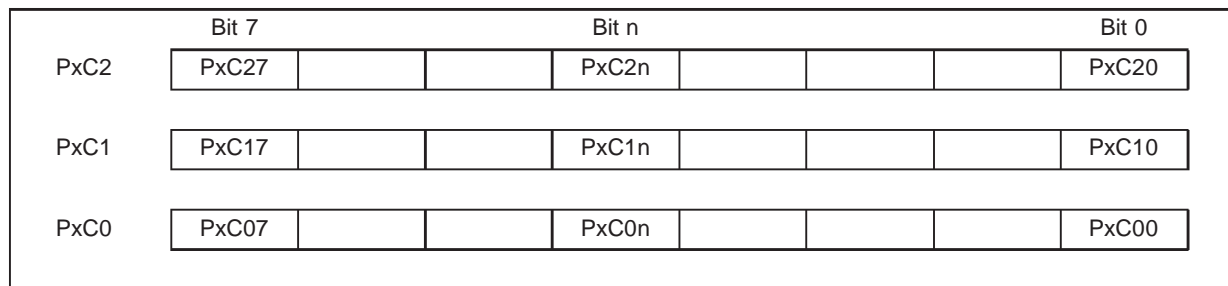 Bit 7 Bit n Bit 0
PxC2 PxC27 PxC2n PxC20
PxC1 PxC17 PxC1n PxC10
PxC0 PxC07 PxC0n PxC00